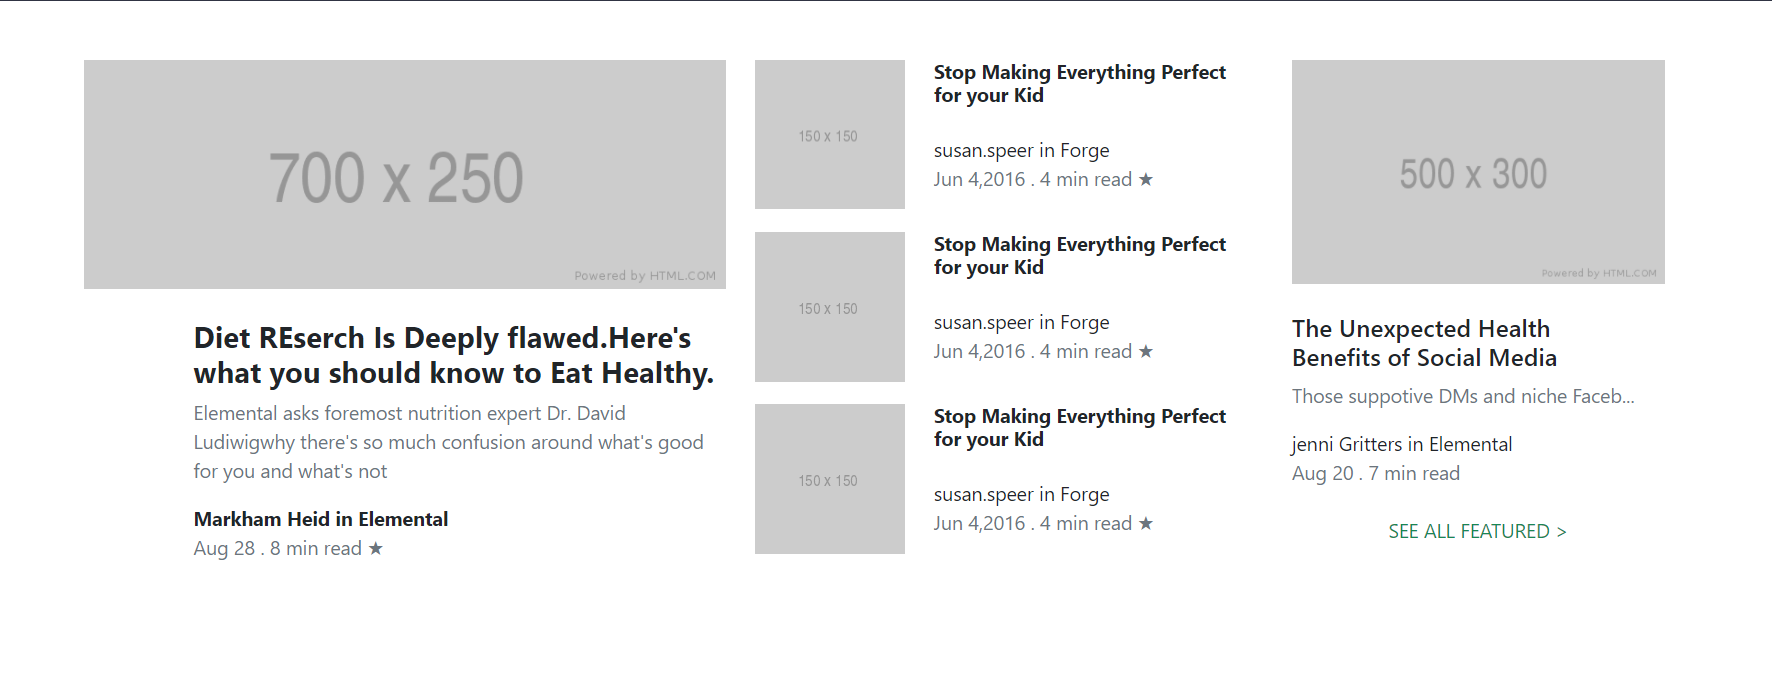 700 x 250
Powered by HTML.COM
Diet REserch Is Deeply flawed.Here's
what you should know to Eat Healthy.
Elemental asks foremost nutrition expert Dr. David
Ludiwigwhy there's so much confusion around what's good
for you and what's not
Markham Heid in Elemental
Aug 28 . 8 min read ★
150 x 150
Stop Making Everything Perfect
for your Kid
susan.speer in Forge
Jun 4,2016 . 4 min read ★
150 x 150
Stop Making Everything Perfect
for your Kid
susan.speer in Forge
Jun 4,2016 . 4 min read ★
150 x 150
Stop Making Everything Perfect
for your Kid
susan.speer in Forge
Jun 4,2016 . 4 min read ★
500 x 300
Powered by HTML.COM
The Unexpected Health
Benefits of Social Media
Those suppotive DMs and niche Faceb...
jenni Gritters in Elemental
Aug 20 . 7 min read
SEE ALL FEATURED >